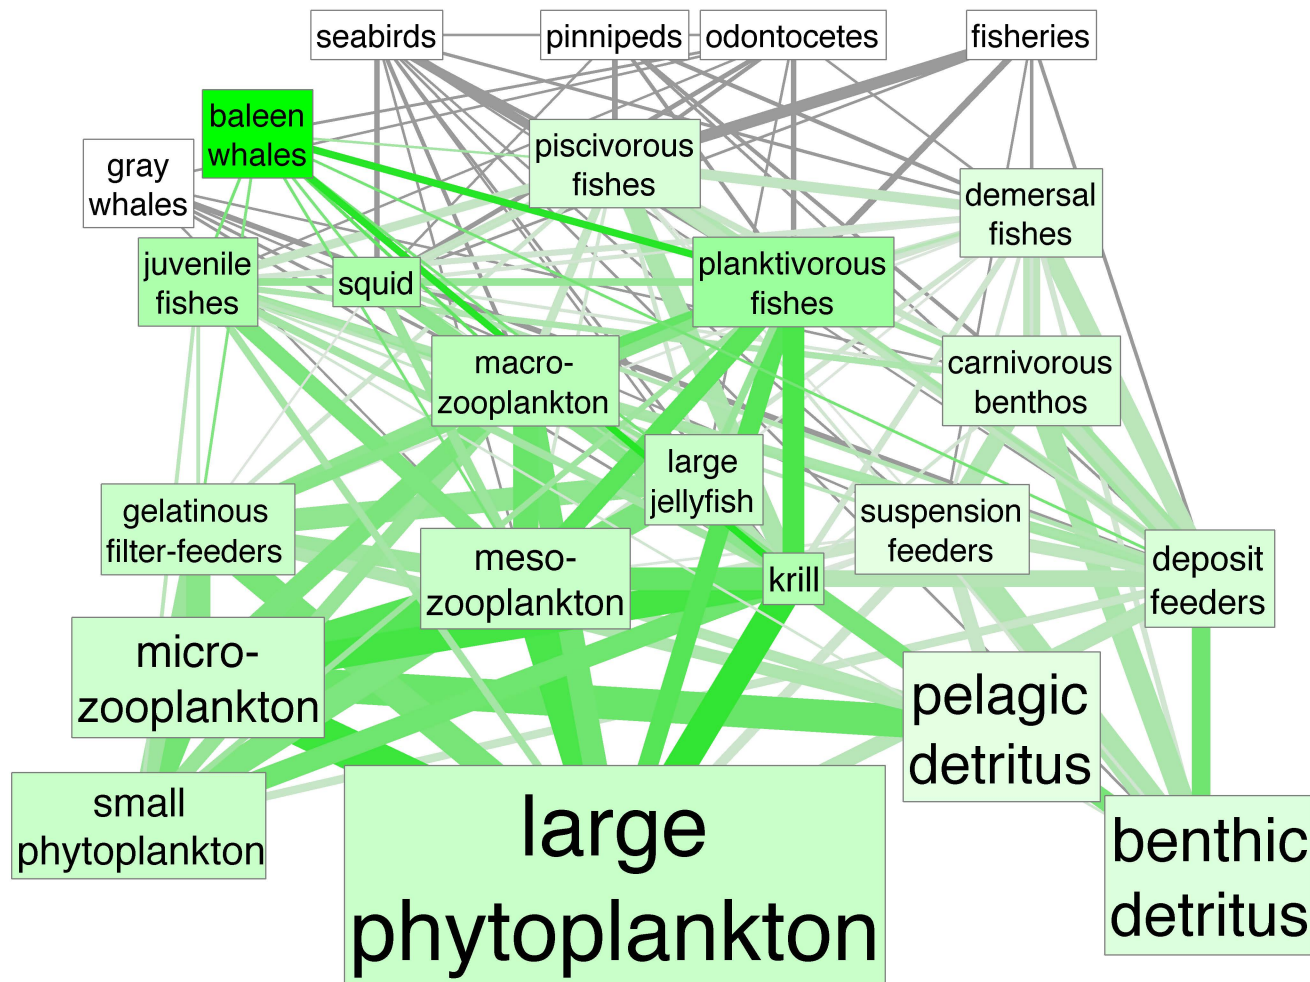 seabirds
pinnipeds
odontocetes
fisheries
baleen
whales
gray
whales
piscivorous
fishes
demersal
fishes
juvenile
fishes
squid
planktivorous
fishes
macro-
zooplankton
carnivorous
benthos
large
jellyfish
gelatinous
filter-feeders
suspension
feeders
meso-
zooplankton
krill
deposit
feeders
micro-
zooplankton
pelagic
detritus
small
phytoplankton
large
phytoplankton
benthic
detritus